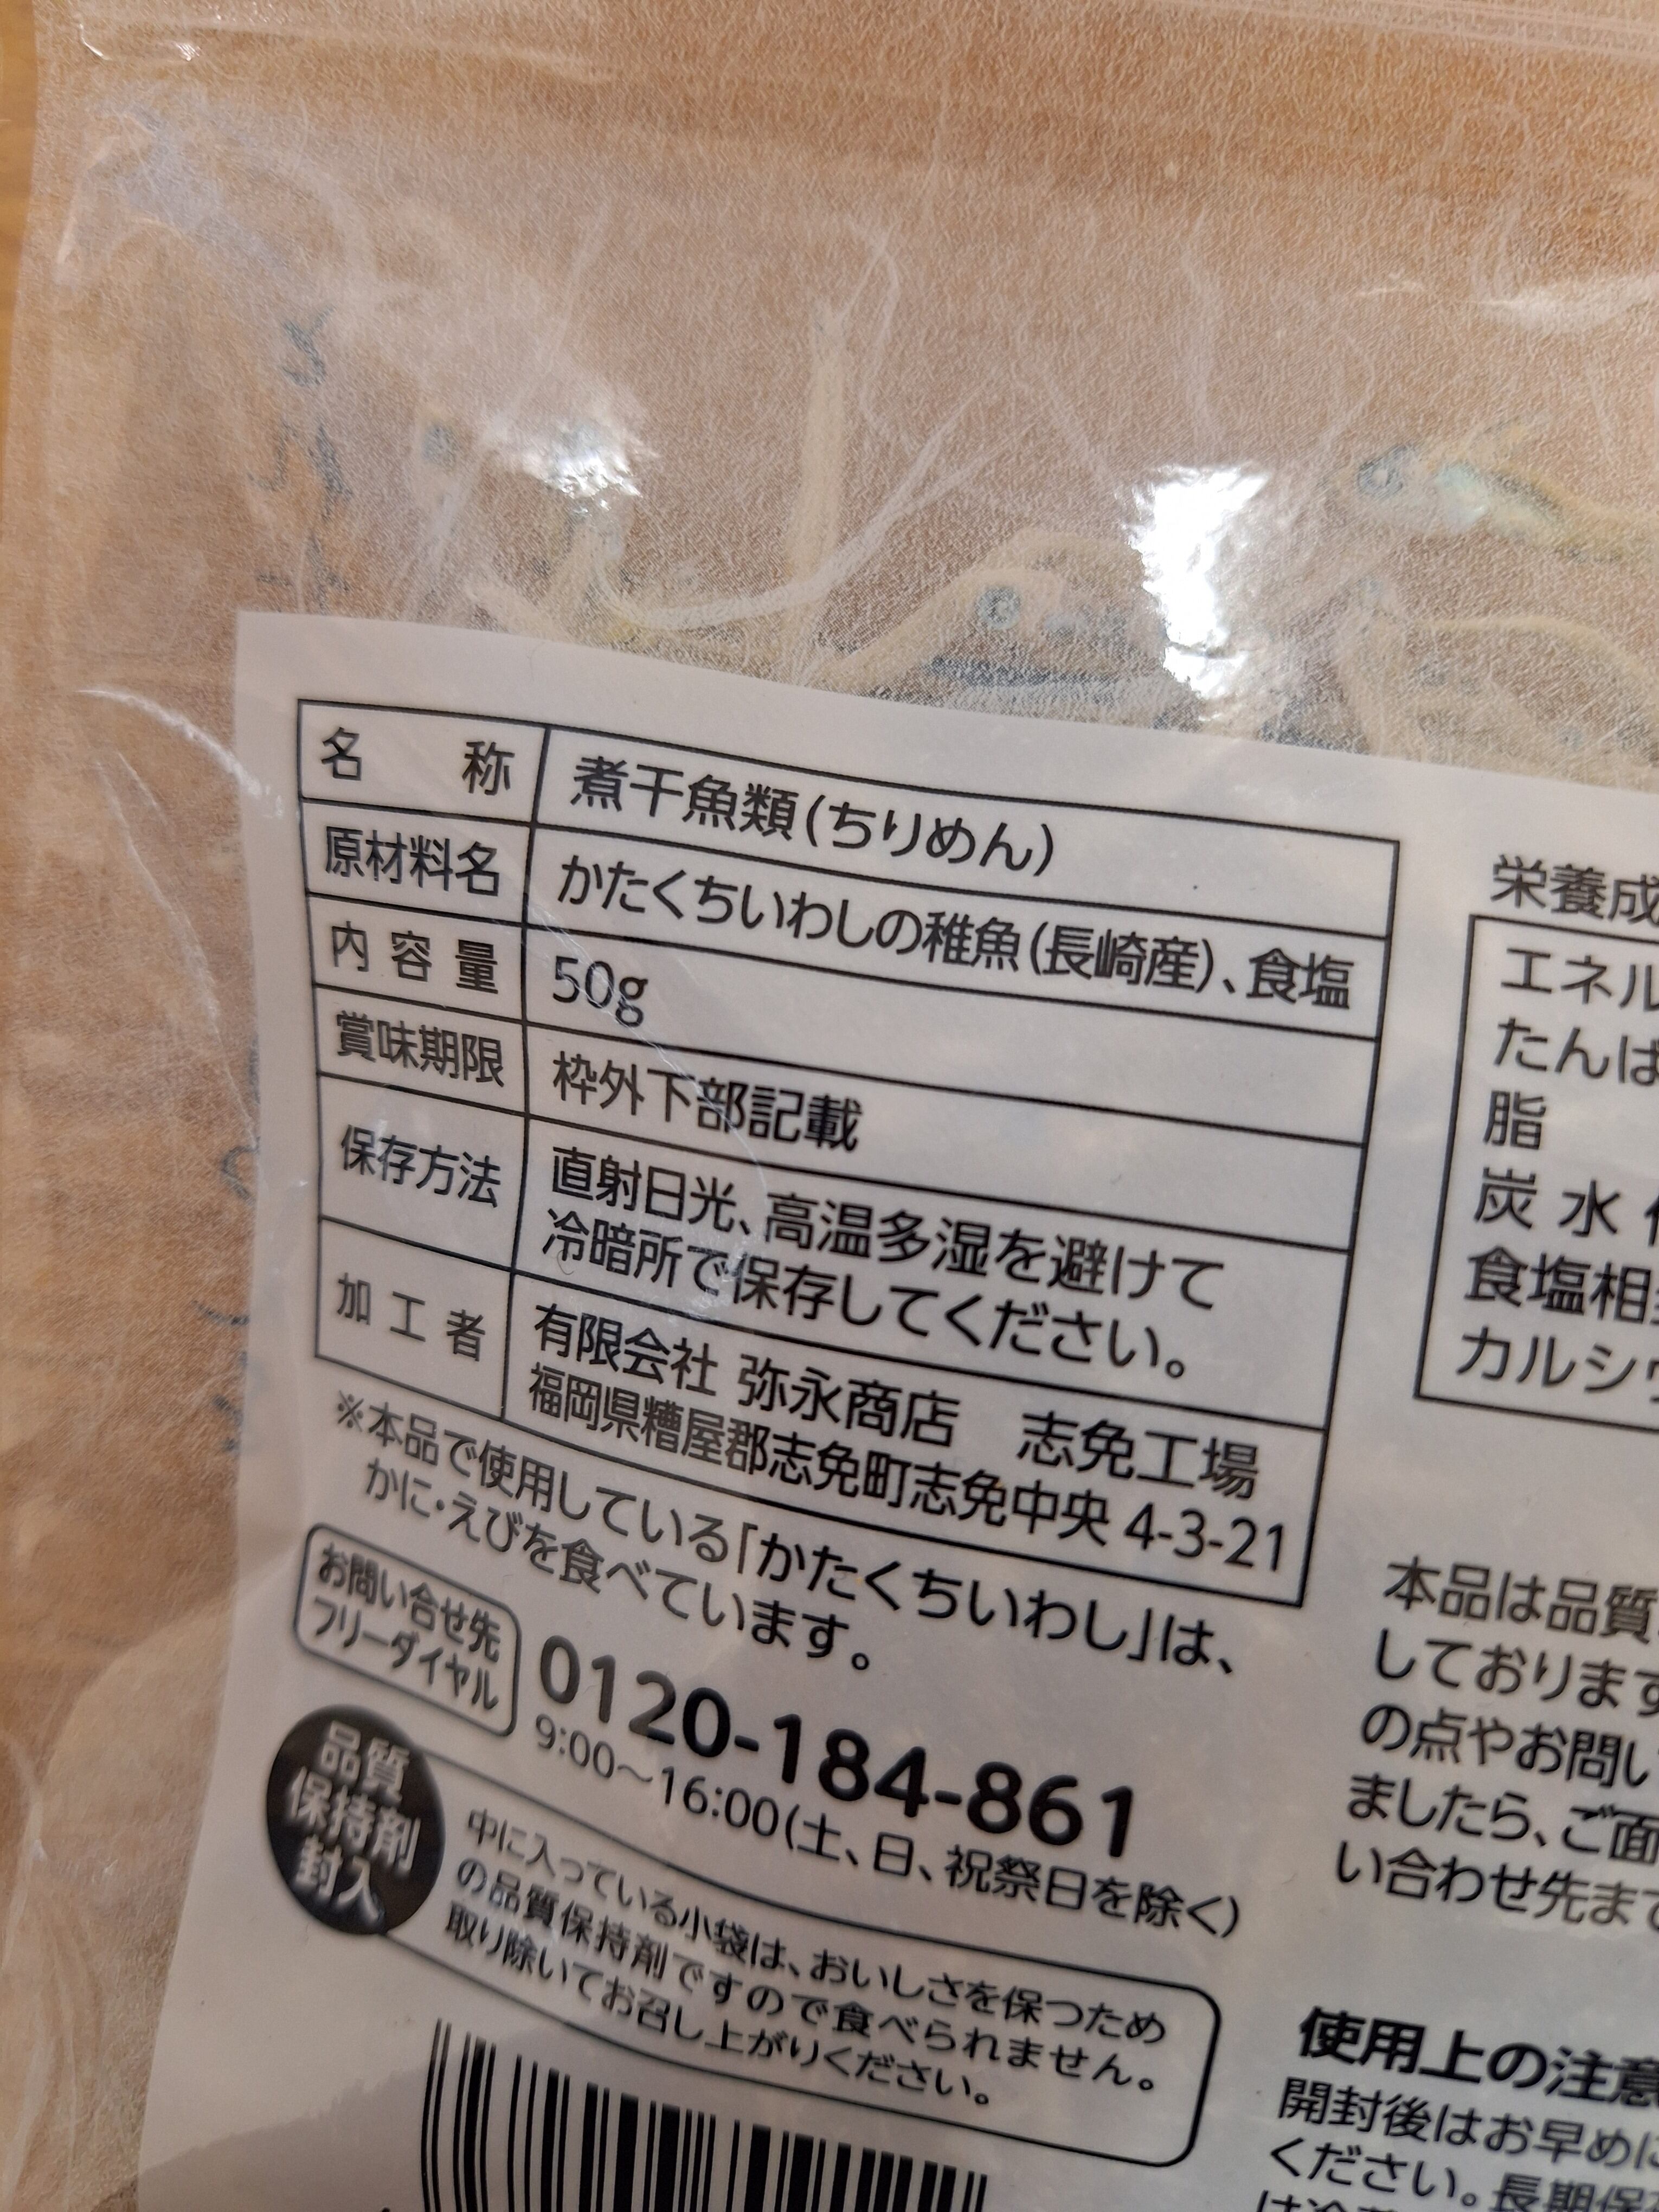 名 称 煮干魚類(ちりめん)
原材料名 かたくちいわしの稚魚(長崎産)、食塩
内容量 50g
賞味期限 枠外下部記載
保存方法 直射日光、高温多湿を避けて
冷暗所で保存してください。
加工者 有限会社 弥永商店 志免工場
福岡県糟屋郡志免町志免中央 4-3-21
※本品で使用している「かたくちいわし」は、
かに・えびを食べています。
お問い合せ先
フリーダイヤル
0120-184-861
9:00～16:00(土、日、祝祭日を除く)
品質
保持剤
封入
中に入っている小袋は、おいしさを保つため
の品質保持剤ですので食べられません。
取り除いてお召し上がりください。
栄養成
エネル
たんぱ
脂
炭水
食塩相
カルシウ
本品は品質
しております
の点やお問い
ましたら、ご面
い合わせ先まで
使用上の注意
開封後はお早めに
ください。長期保